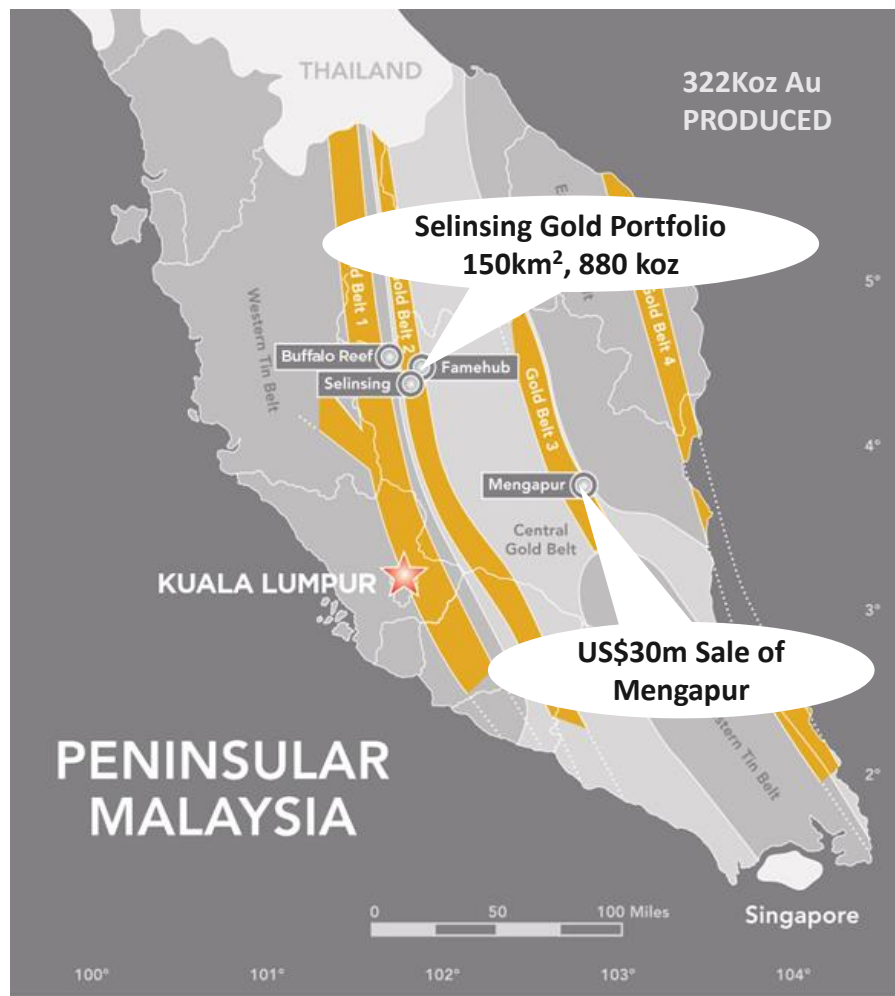 THAILAND
322Koz Au
PRODUCED
Selinsing Gold Portfolio
150km², 880 koz
5°
Belt 1
Gold Belt 2
Gold Belt 4
Western Tin Belt
Buffalo Reef
Famehub
Selinsing
Gold Belt 3
4°
Mengapur
Central
Gold Belt
KUALA LUMPUR
3°
US$30m Sale of
Mengapur
Tin Belt
PENINSULAR
MALAYSIA
2°
0 50 100 Miles
Singapore
100° 101° 102° 103° 104°